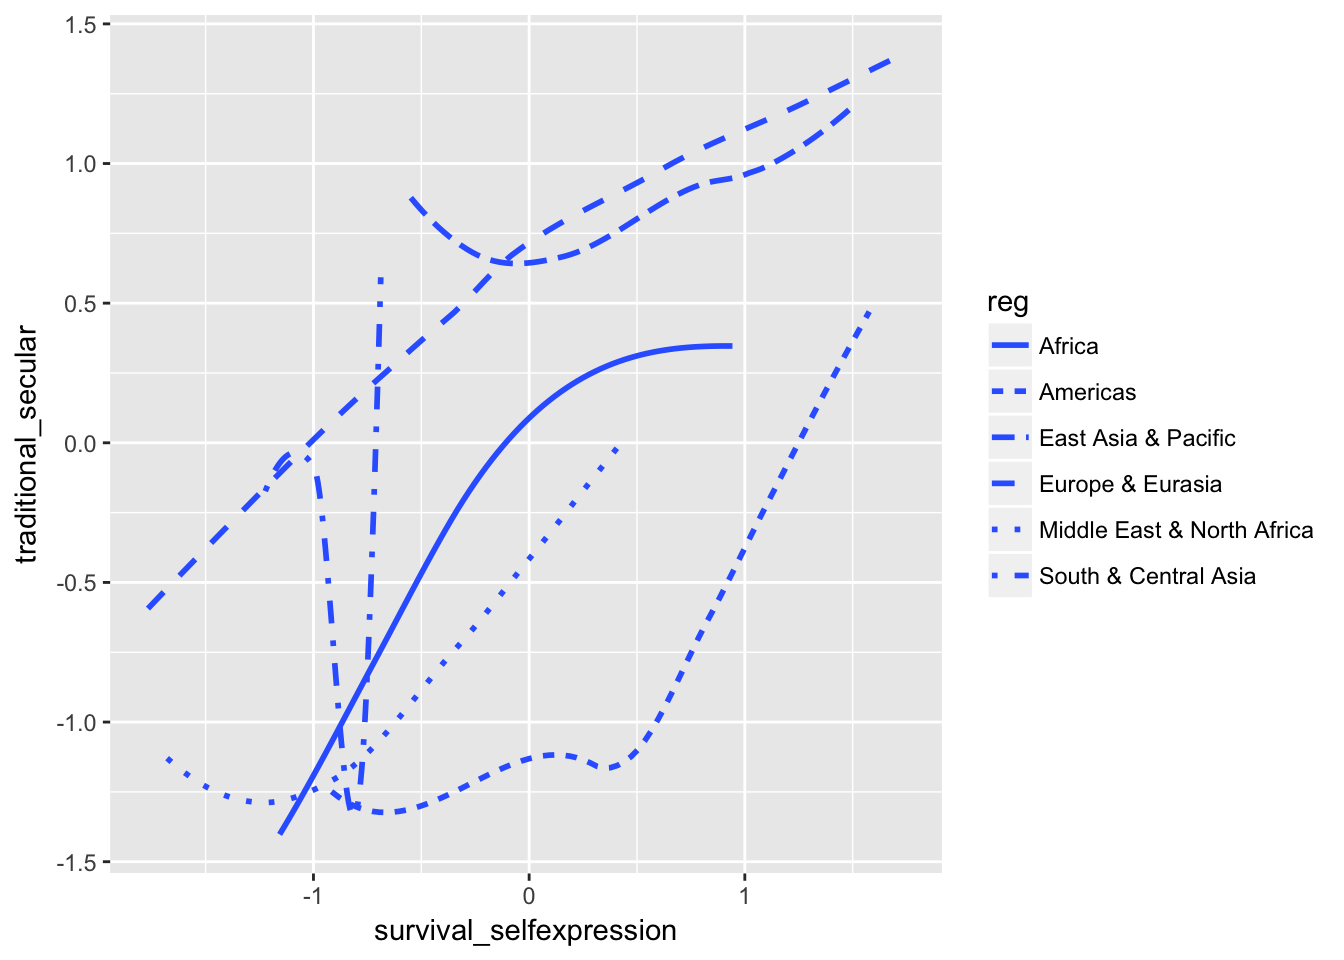 1.5
1.0
0.5
0.0
-0.5
-1.0
-1.5
traditional_secular
-1 0 1
survival_selfexpression
reg
Africa
Americas
East Asia & Pacific
Europe & Eurasia
Middle East & North Africa
South & Central Asia